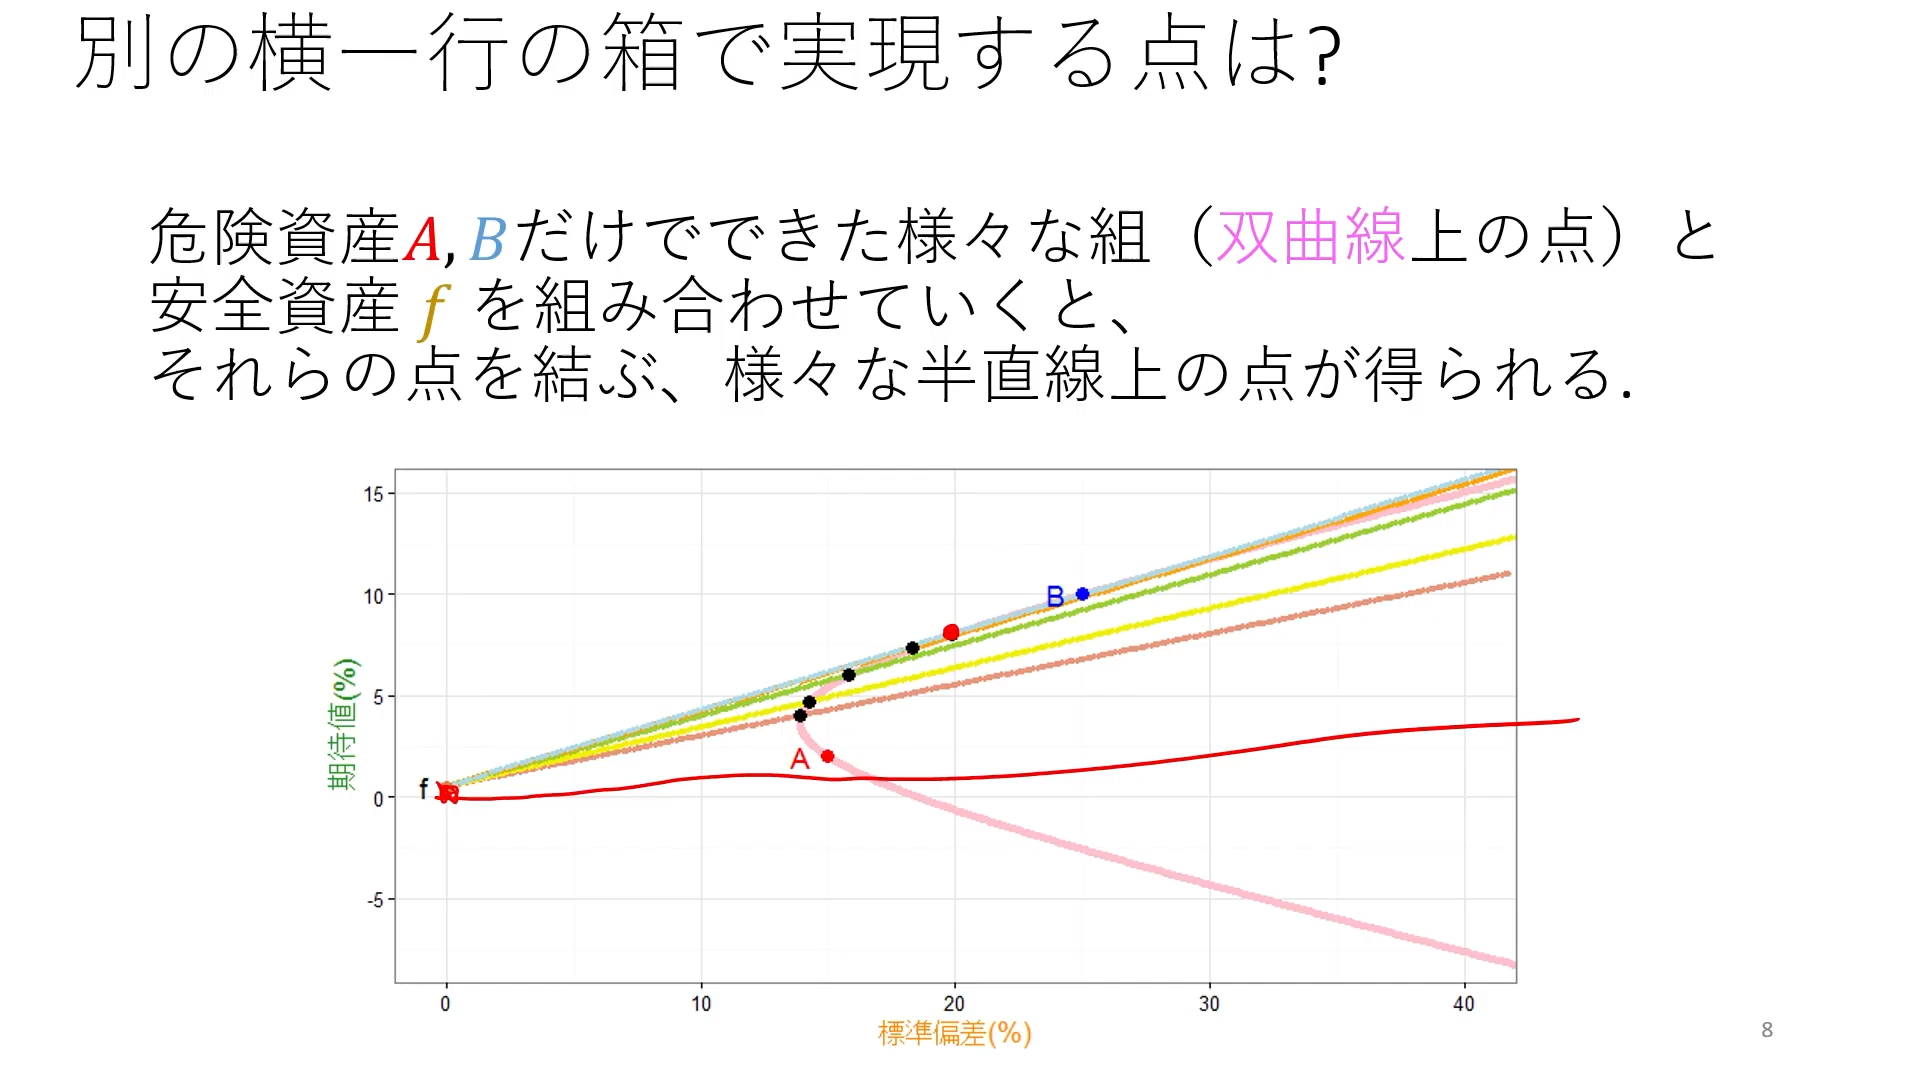 別の横一行の箱で実現する点は?
危険資産A, Bだけでできた様々な組（双曲線上の点）と
安全資産 f を組み合わせていくと、
それらの点を結ぶ、様々な半直線上の点が得られる.
15
10
5
0
-5
期待値(%)
B
A
f
0
10
20
30
40
標準偏差(%)
8